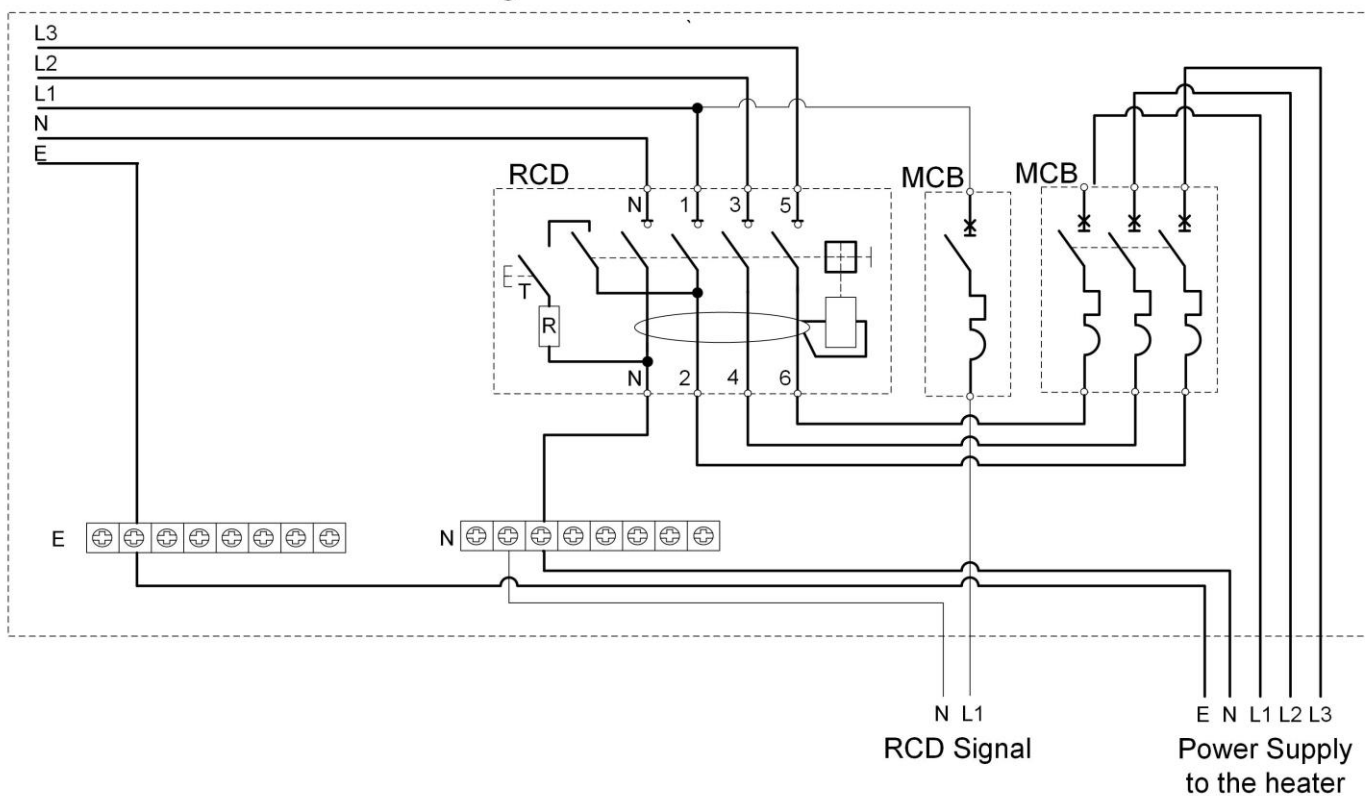 L3
L2
L1
N
E
RCD
MCB
MCB
N 1 3 5
T
R
N 2 4 6
E
N
N L1
E N L1 L2 L3
RCD Signal
Power Supply
to the heater